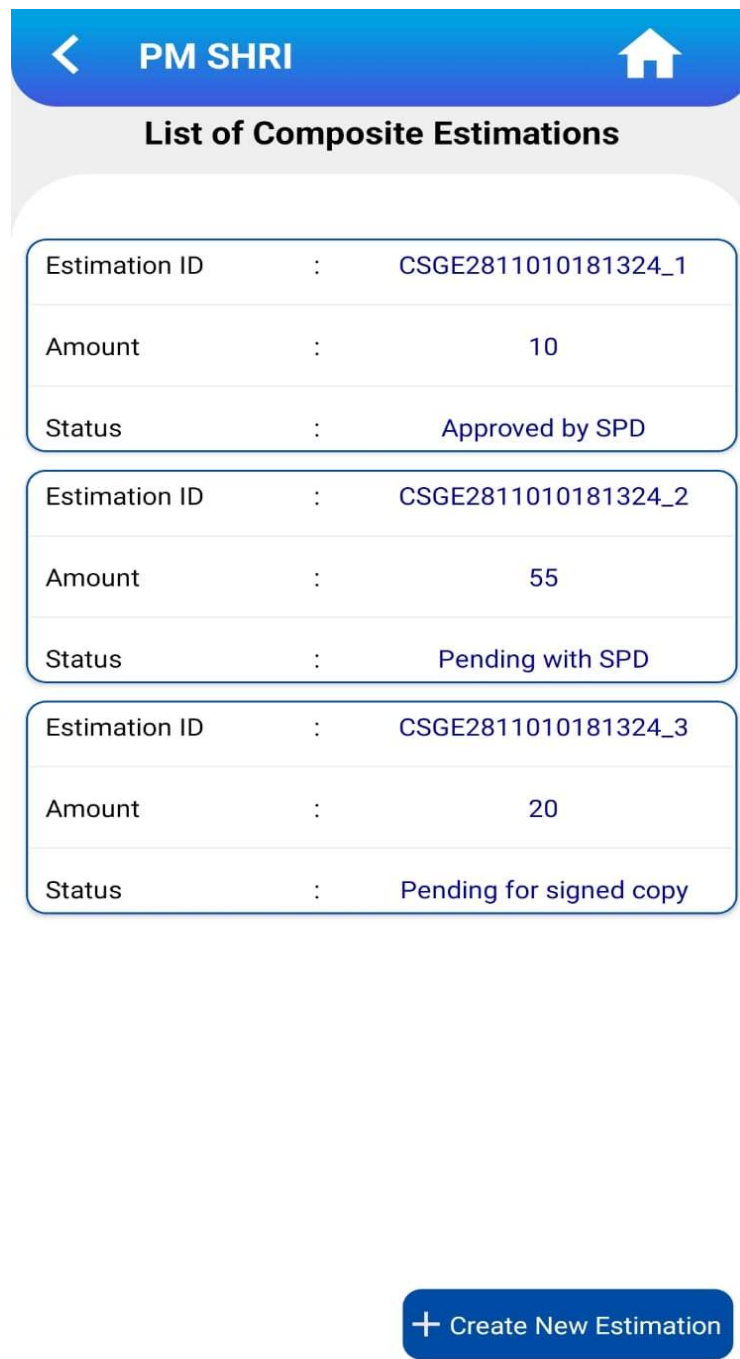 PM SHRI
List of Composite Estimations
Estimation ID : CSGE2811010181324_1
Amount : 10
Status : Approved by SPD
Estimation ID : CSGE2811010181324_2
Amount : 55
Status : Pending with SPD
Estimation ID : CSGE2811010181324_3
Amount : 20
Status : Pending for signed copy
+ Create New Estimation